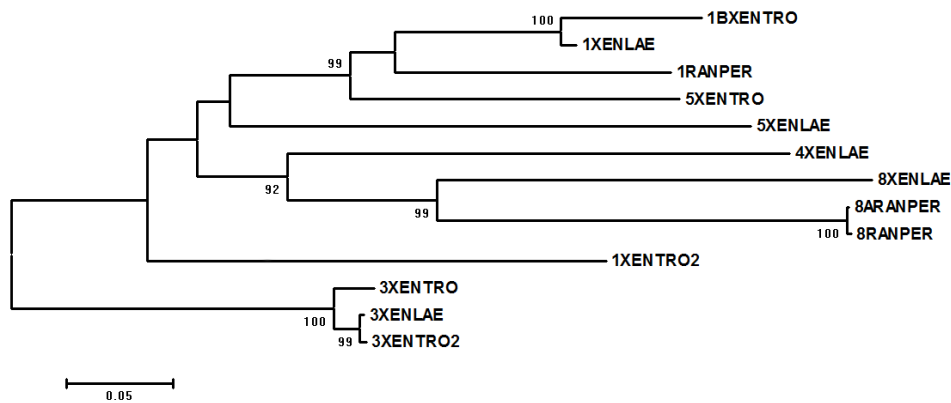 100
1BXENTRO
1XENLAE
99
1RANPER
5XENTRO
5XENLAE
4XENLAE
92
8XENLAE
99
8ARANPER
100
8RANPER
1XENTRO2
3XENTRO
100
3XENLAE
99
3XENTRO2
0.05